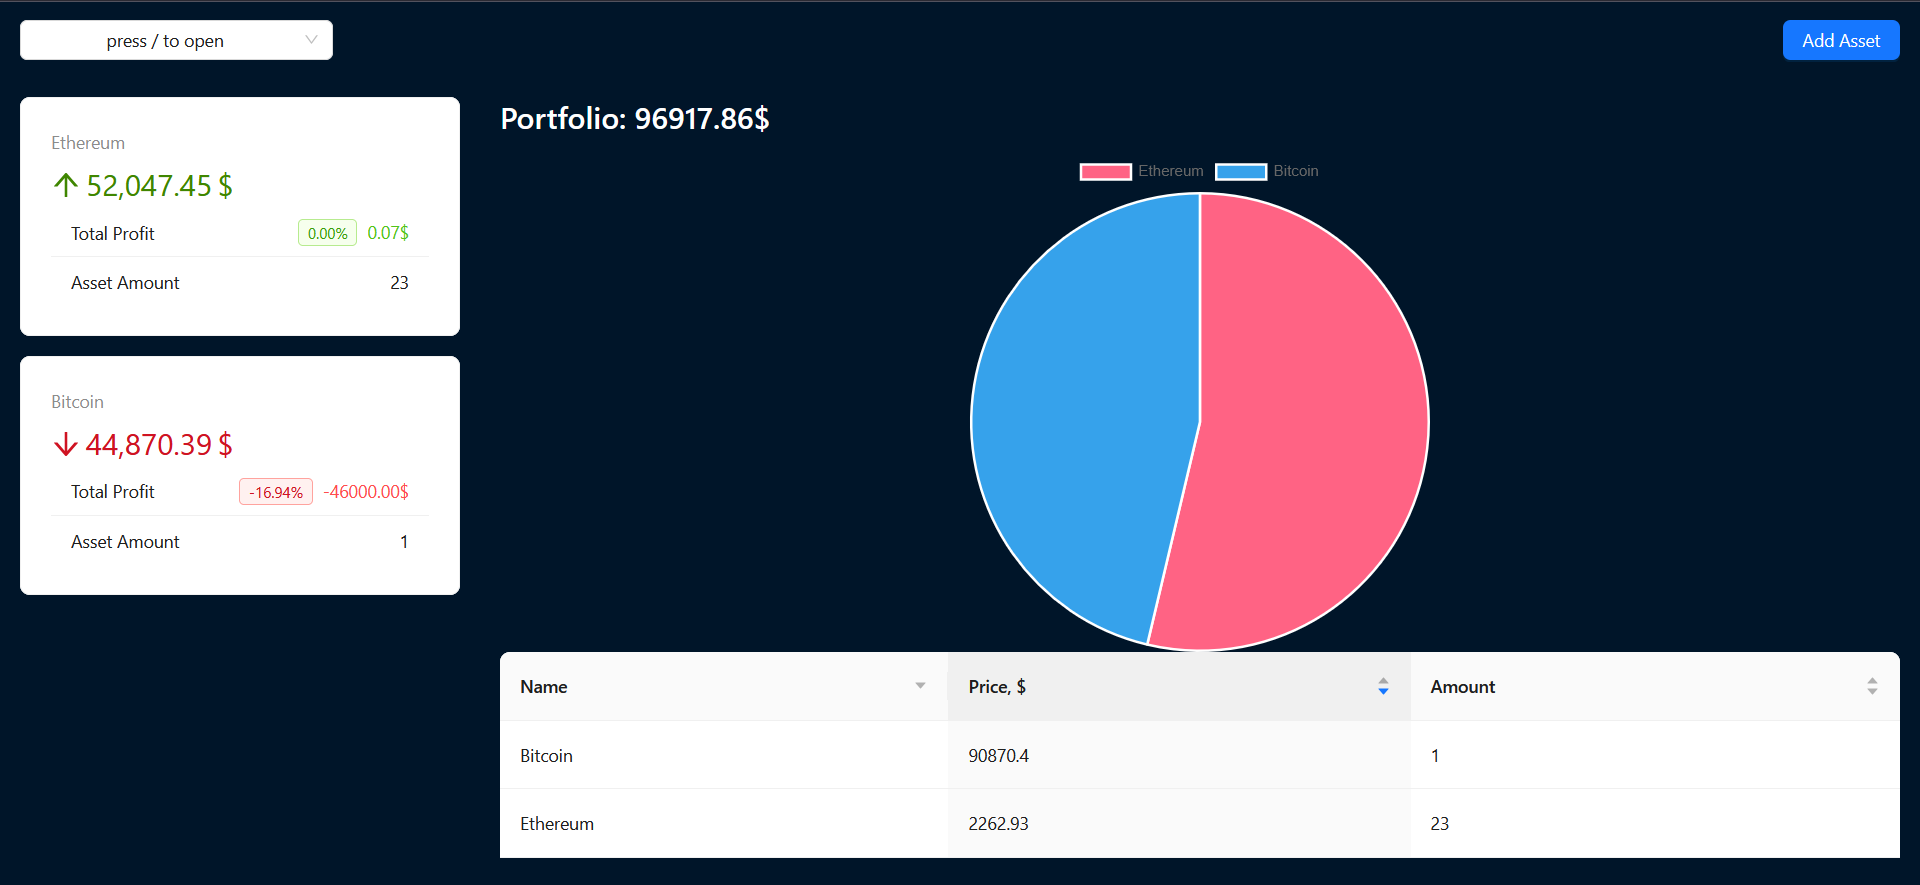 press / to open
Add Asset
Ethereum
52,047.45 $
Total Profit 0.00% 0.07$
Asset Amount 23
Bitcoin
44,870.39 $
Total Profit -16.94% -46000.00$
Asset Amount 1
Portfolio: 96917.86$
Ethereum Bitcoin
Name Price, $ Amount
Bitcoin 90870.4 1
Ethereum 2262.93 23